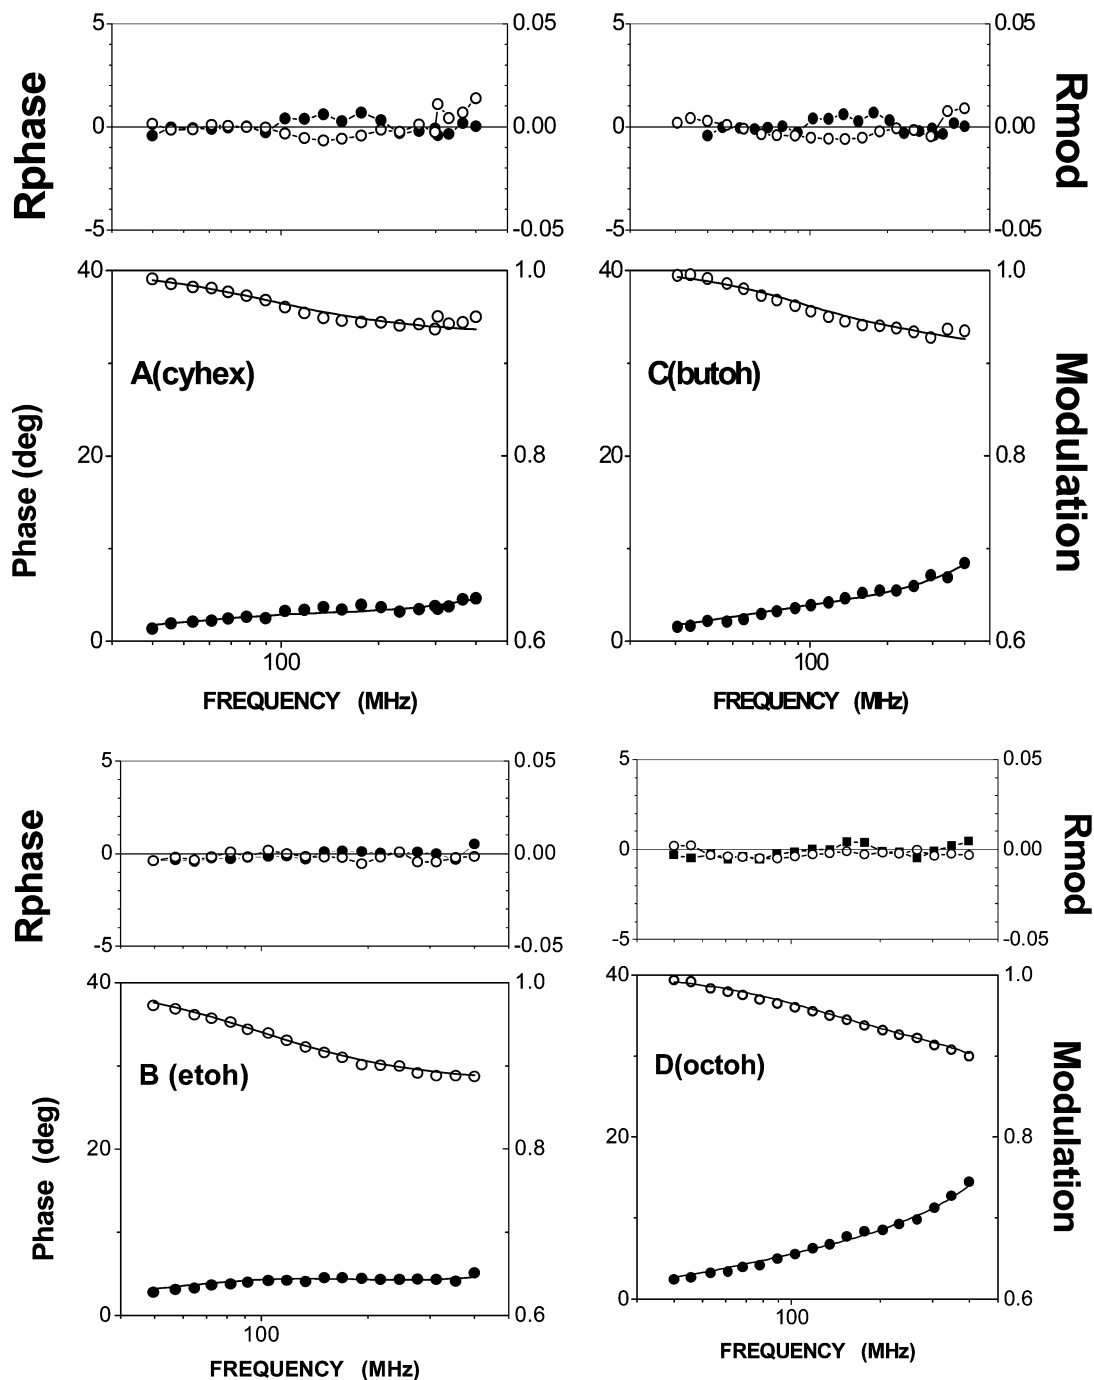 5 0.05 5 0.05
Rphase 0 0.00 0 0.00 Rmod
-5 -0.05 -5 -0.05
40 1.0 40 1.0
A(cyhex) C(butoh)
Phase (deg) 20 0.8 20 0.8 Modulation
0 0.6 0 0.6
100 100
FREQUENCY (MHz) FREQUENCY (MHz)
5 0.05 5 0.05
Rphase 0 0.00 0 0.00 Rmod
-5 -0.05 -5 -0.05
40 1.0 40 1.0
B (etoh) D(octoh)
Phase (deg) 20 0.8 20 0.8 Modulation
0 0.6 0 0.6
100 100
FREQUENCY (MHz) FREQUENCY (MHz)